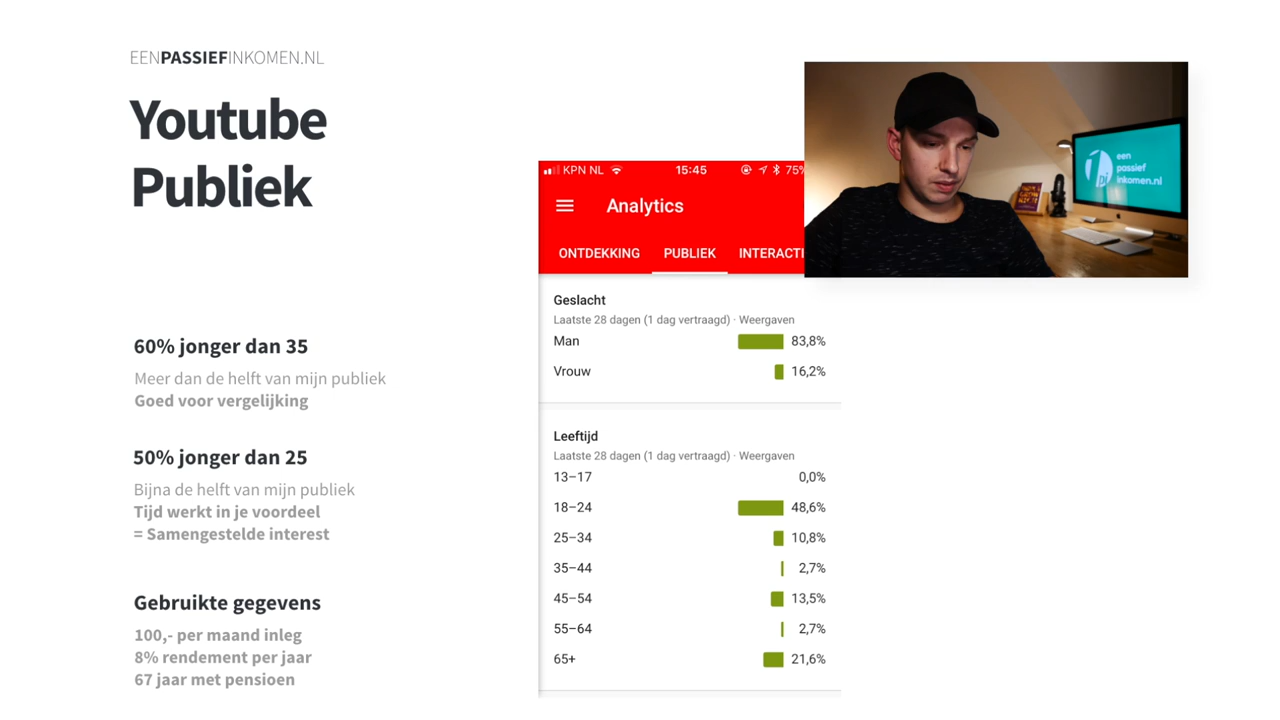 EENPASSIEFINKOMEN.NL
Youtube
Publiek
60% jonger dan 35
Meer dan de helft van mijn publiek
Goed voor vergelijking
50% jonger dan 25
Bijna de helft van mijn publiek
Tijd werkt in je voordeel
= Samengestelde interest
Gebruikte gegevens
100,- per maand inleg
8% rendement per jaar
67 jaar met pensioen
KPN NL 15:45 75%
Analytics
ONTDEKKING PUBLIEK INTERACTI
Geslacht
Laatste 28 dagen (1 dag vertraagd) · Weergaven
Man 83,8%
Vrouw 16,2%
Leeftijd
Laatste 28 dagen (1 dag vertraagd) · Weergaven
13–17 0,0%
18–24 48,6%
25–34 10,8%
35–44 2,7%
45–54 13,5%
55–64 2,7%
65+ 21,6%
een
passief
inkomen.nl